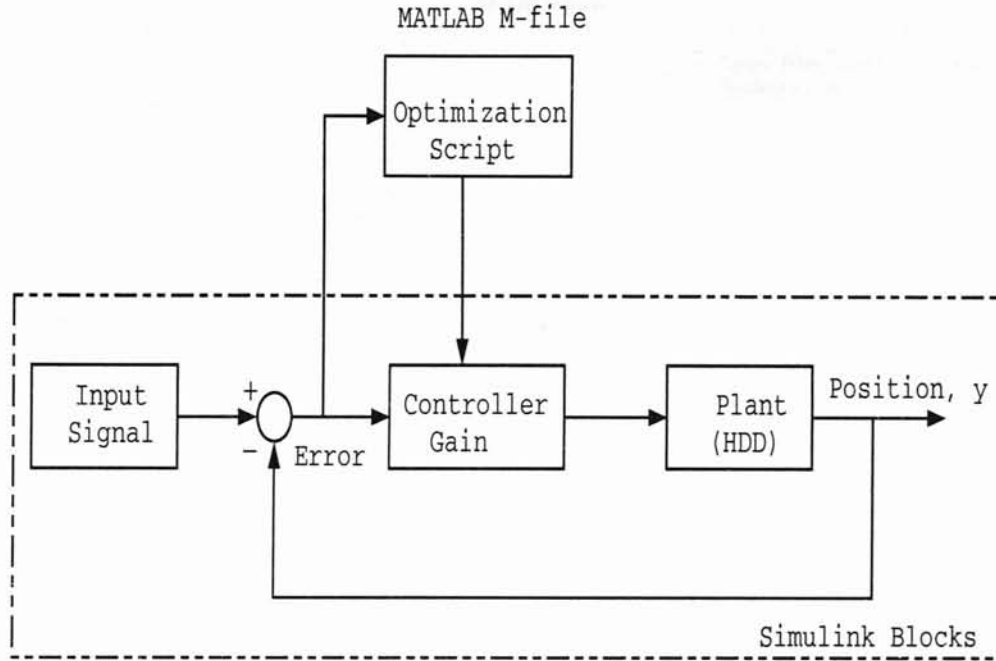 MATLAB M-file
Optimization
Script
Input
Signal
+
−
Error
Controller
Gain
Plant
(HDD)
Position, y
Simulink Blocks